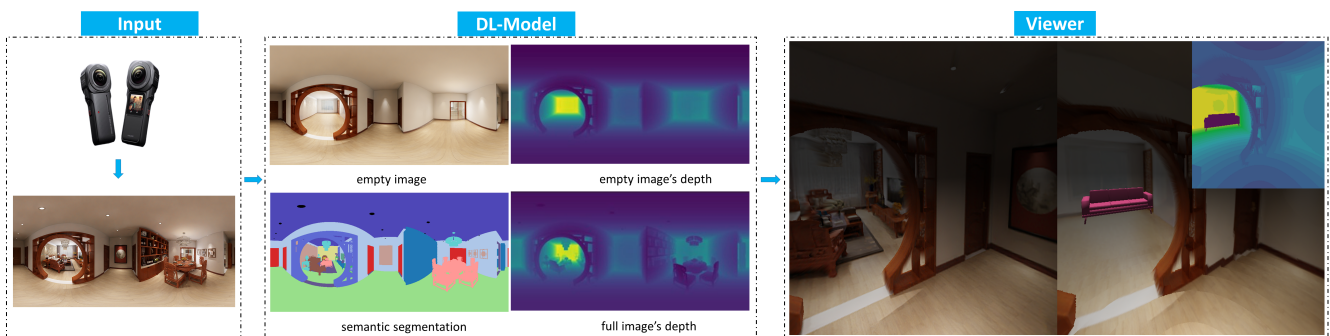 Input
DL-Model
Viewer
empty image
empty image's depth
semantic segmentation
full image's depth